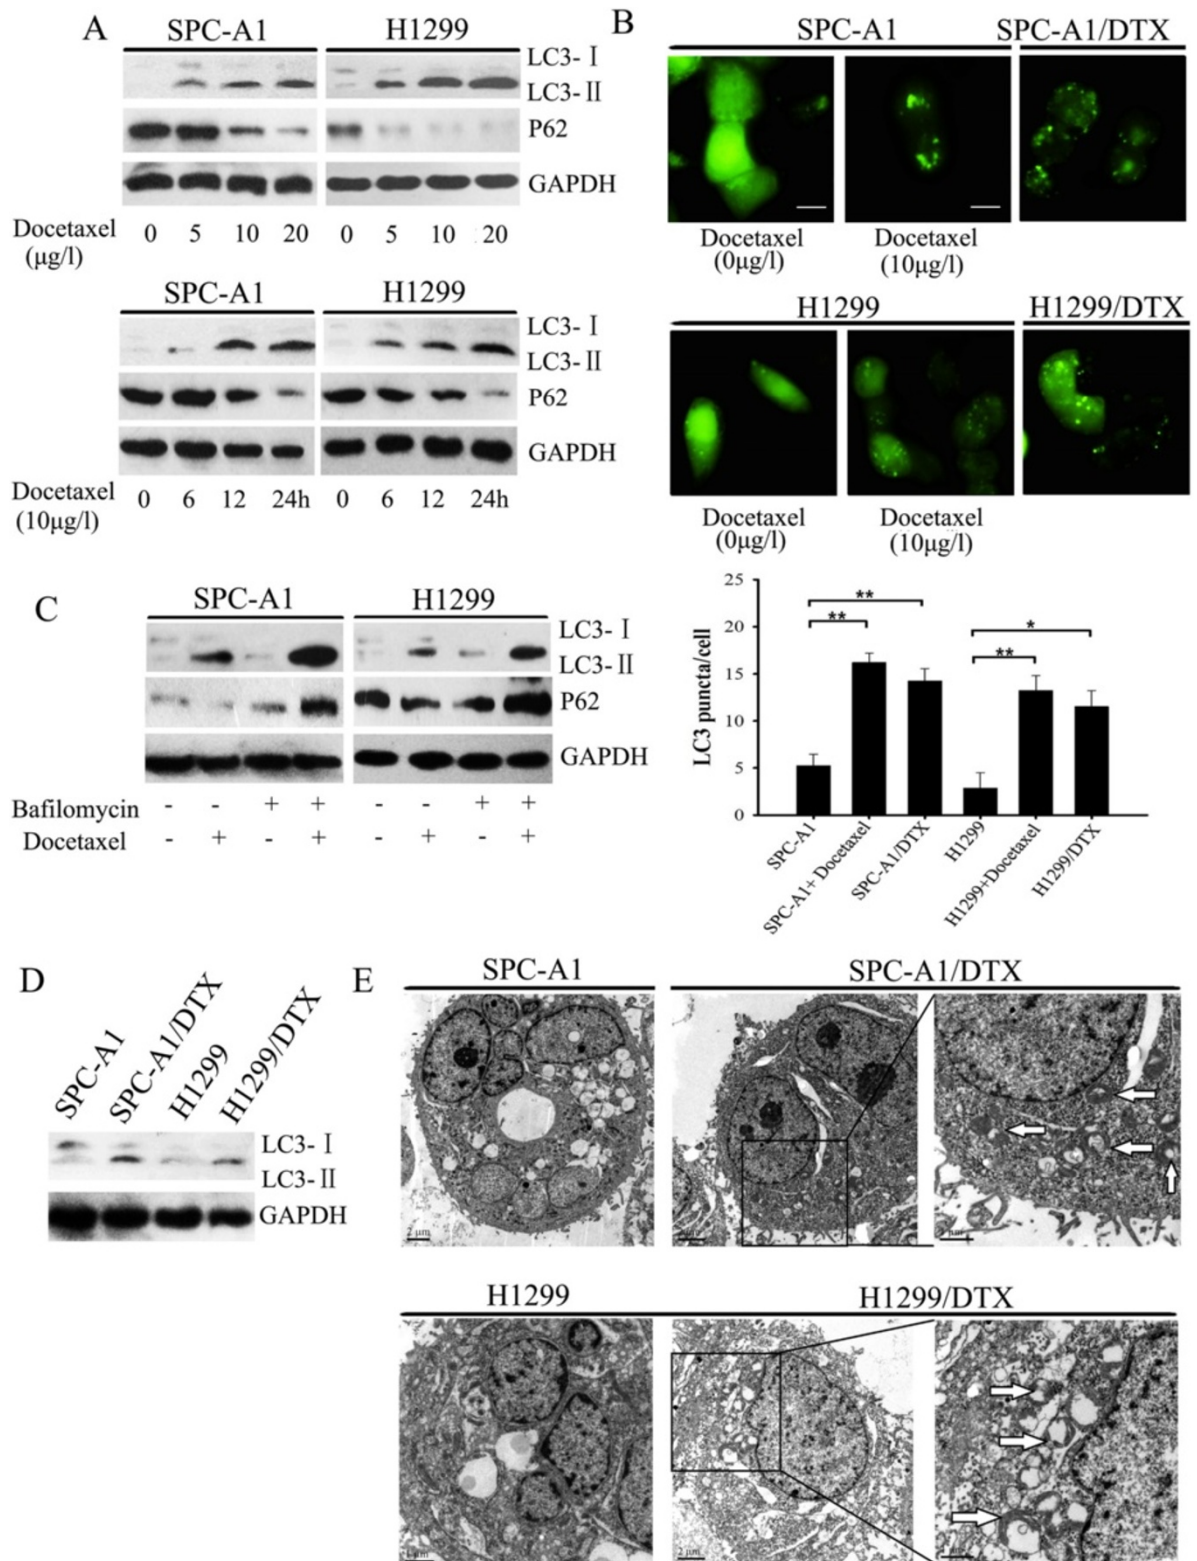 A
SPC-A1 H1299
LC3- Ⅰ
LC3- Ⅱ
P62
GAPDH
Docetaxel 0 5 10 20 0 5 10 20
(μg/l)
SPC-A1 H1299
LC3- Ⅰ
LC3- Ⅱ
P62
GAPDH
Docetaxel 0 6 12 24h 0 6 12 24h
(10μg/l)
B
SPC-A1 SPC-A1/DTX
Docetaxel Docetaxel
(0μg/l) (10μg/l)
H1299 H1299/DTX
Docetaxel Docetaxel
(0μg/l) (10μg/l)
25
20
15
10
5
0
LC3 puncta/cell
** **
* **
SPC-A1
SPC-A1+ Docetaxel
SPC-A1/DTX
H1299
H1299+Docetaxel
H1299/DTX
C
SPC-A1 H1299
LC3- Ⅰ
LC3- Ⅱ
P62
GAPDH
Bafilomycin - - + + - - + +
Docetaxel - + - + - + - +
D
SPC-A1
SPC-A1/DTX
H1299
H1299/DTX
LC3- Ⅰ
LC3- Ⅱ
GAPDH
E
SPC-A1 SPC-A1/DTX
2 μm
H1299 H1299/DTX
2 μm